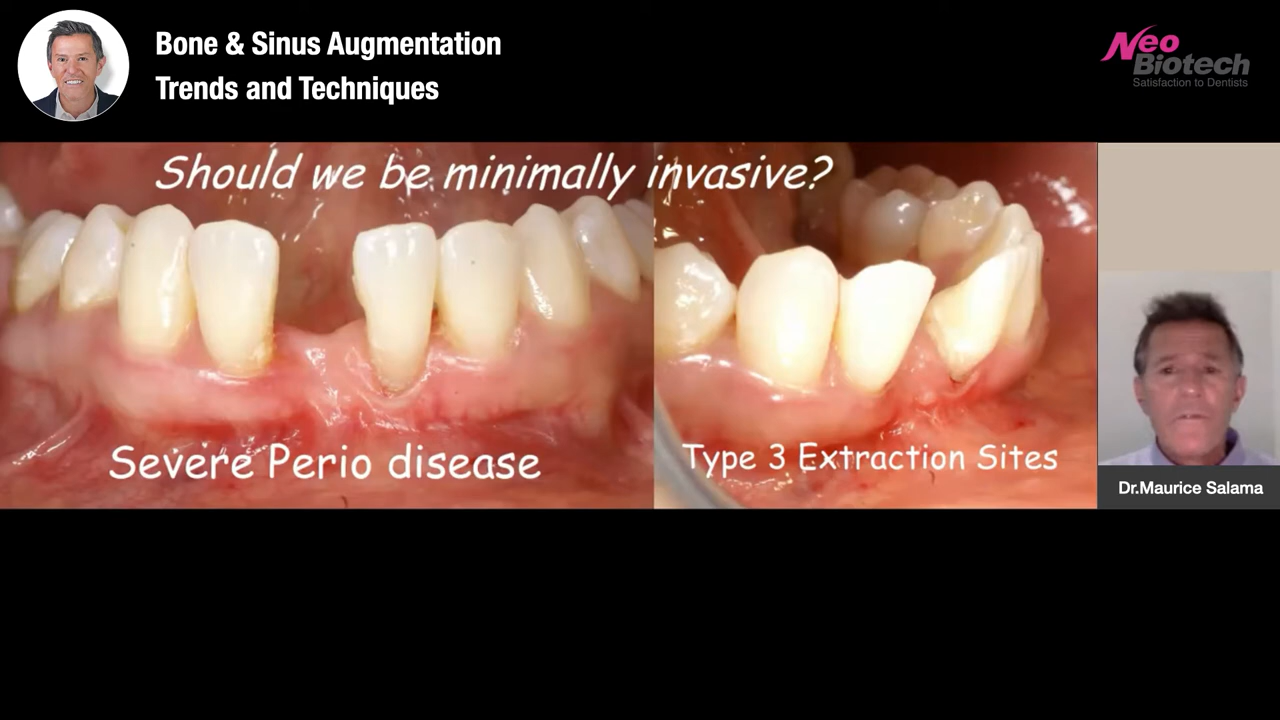 Bone & Sinus Augmentation
Trends and Techniques
Neo
Biotech
Satisfaction to Dentists
Should we be minimally invasive?
Severe Perio disease
Type 3 Extraction Sites
Dr.Maurice Salama